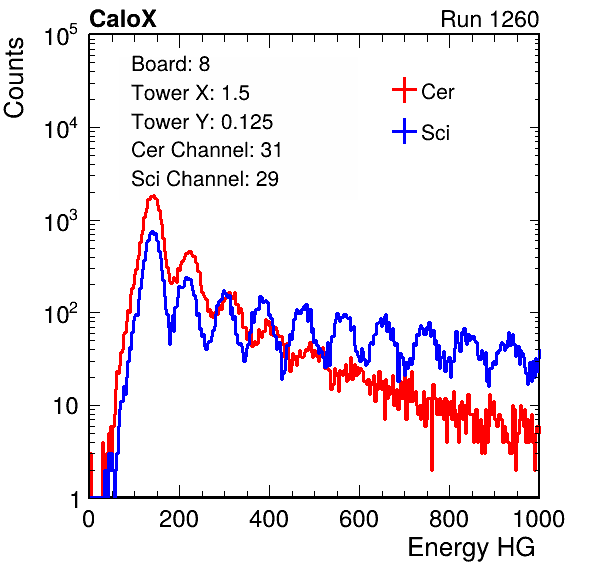 CaloX Run 1260
Counts
Board: 8
Tower X: 1.5
Tower Y: 0.125
Cer Channel: 31
Sci Channel: 29
Cer
Sci
10^5
10^4
10^3
10^2
10
1
0 200 400 600 800 1000
Energy HG